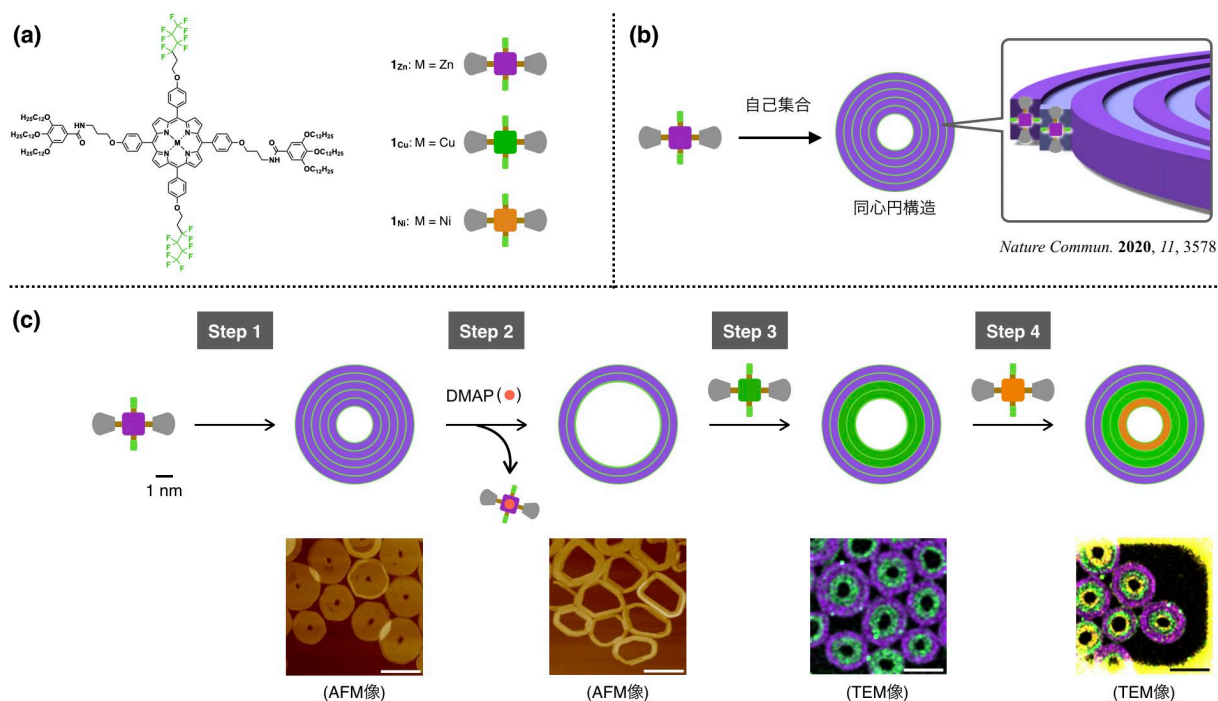 (a)
F
F
F
F
F
F
F
F
F
O
H25C12O
H25C12O
H25C12O
O
NH
O
N
N
M
N
N
O
NH
O
OC12H25
OC12H25
OC12H25
O
F
F
F
F
F
F
F
F
F
1Zn: M = Zn
1Cu: M = Cu
1Ni: M = Ni
(b)
自己集合
同心円構造
Nature Commun. 2020, 11, 3578
(c)
Step 1
Step 2
Step 3
Step 4
DMAP (●)
1 nm
(AFM像)
(AFM像)
(TEM像)
(TEM像)